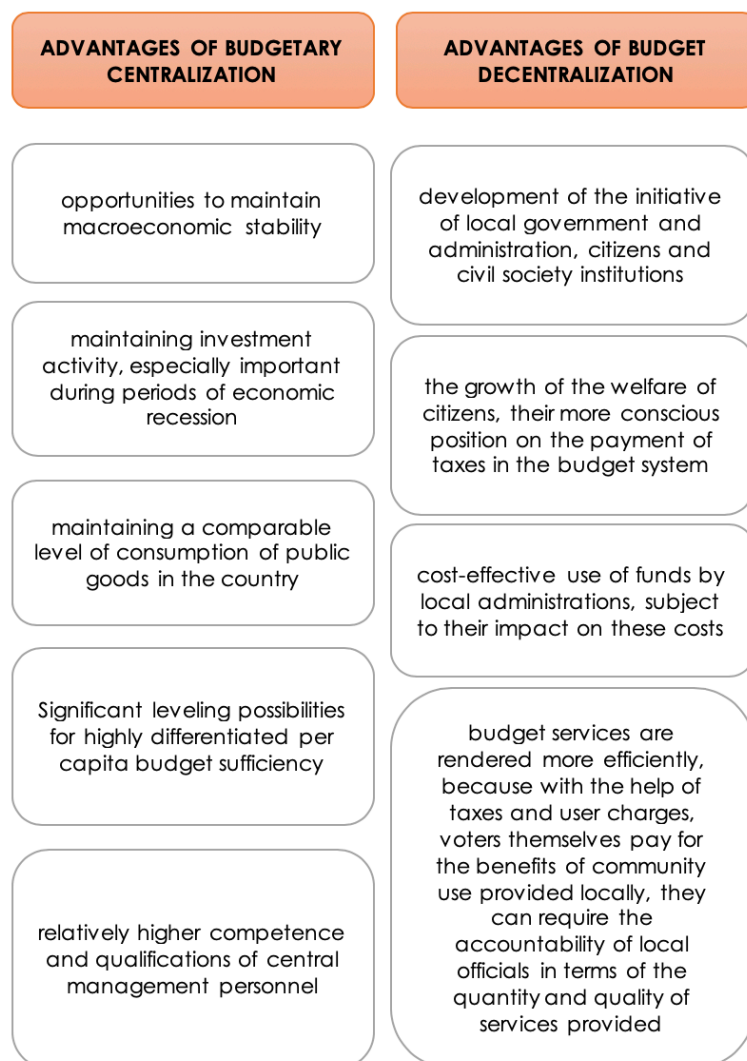 ADVANTAGES OF BUDGETARY
CENTRALIZATION
opportunities to maintain
macroeconomic stability
maintaining investment
activity, especially important
during periods of economic
recession
maintaining a comparable
level of consumption of public
goods in the country
Significant leveling possibilities
for highly differentiated per
capita budget sufficiency
relatively higher competence
and qualifications of central
management personnel
ADVANTAGES OF BUDGET
DECENTRALIZATION
development of the initiative
of local government and
administration, citizens and
civil society institutions
the growth of the welfare of
citizens, their more conscious
position on the payment of
taxes in the budget system
cost-effective use of funds by
local administrations, subject
to their impact on these costs
budget services are
rendered more efficiently,
because with the help of
taxes and user charges,
voters themselves pay for
the benefits of community
use provided locally, they
can require the
accountability of local
officials in terms of the
quantity and quality of
services provided